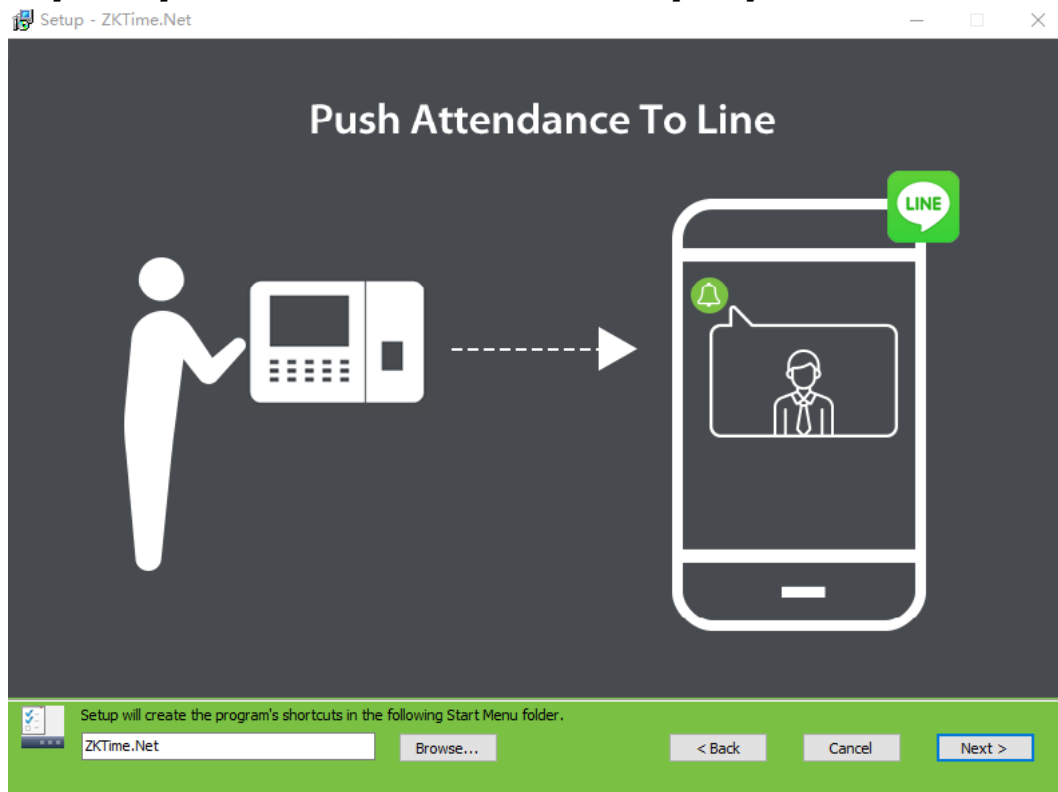 Setup - ZKTime.Net
Push Attendance To Line
LINE
Setup will create the program's shortcuts in the following Start Menu folder.
ZKTime.Net
Browse...
< Back
Cancel
Next >